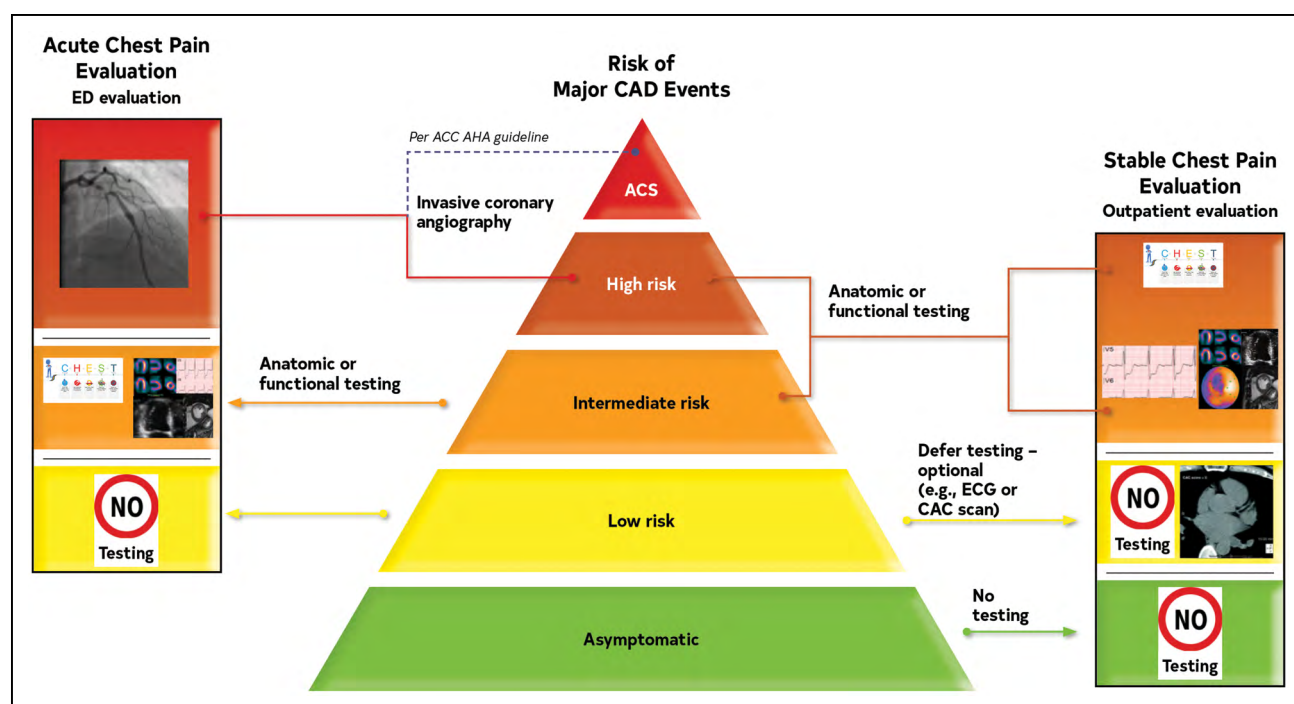 Acute Chest Pain
Evaluation
ED evaluation
Risk of
Major CAD Events
Per ACC AHA guideline
Invasive coronary
angiography
ACS
High risk
Anatomic or
functional testing
Stable Chest Pain
Evaluation
Outpatient evaluation
C H E S T
V5
V6
C H E S T
Anatomic or
functional testing
Intermediate risk
Defer testing –
optional
(e.g., ECG or
CAC scan)
NO
Testing
Low risk
NO
Testing
No
testing
Asymptomatic
NO
Testing